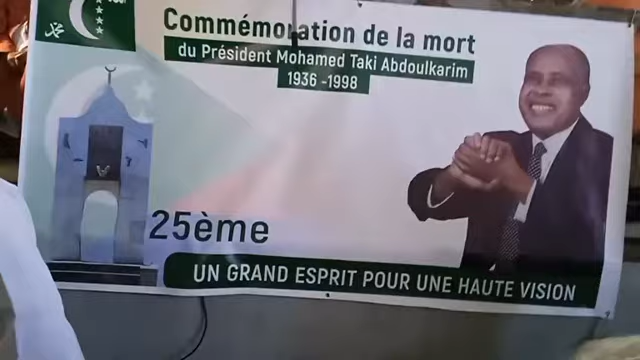 Commémoration de la mort
du Président Mohamed Taki Abdoulkarim
1936 -1998
25ème
UN GRAND ESPRIT POUR UNE HAUTE VISION